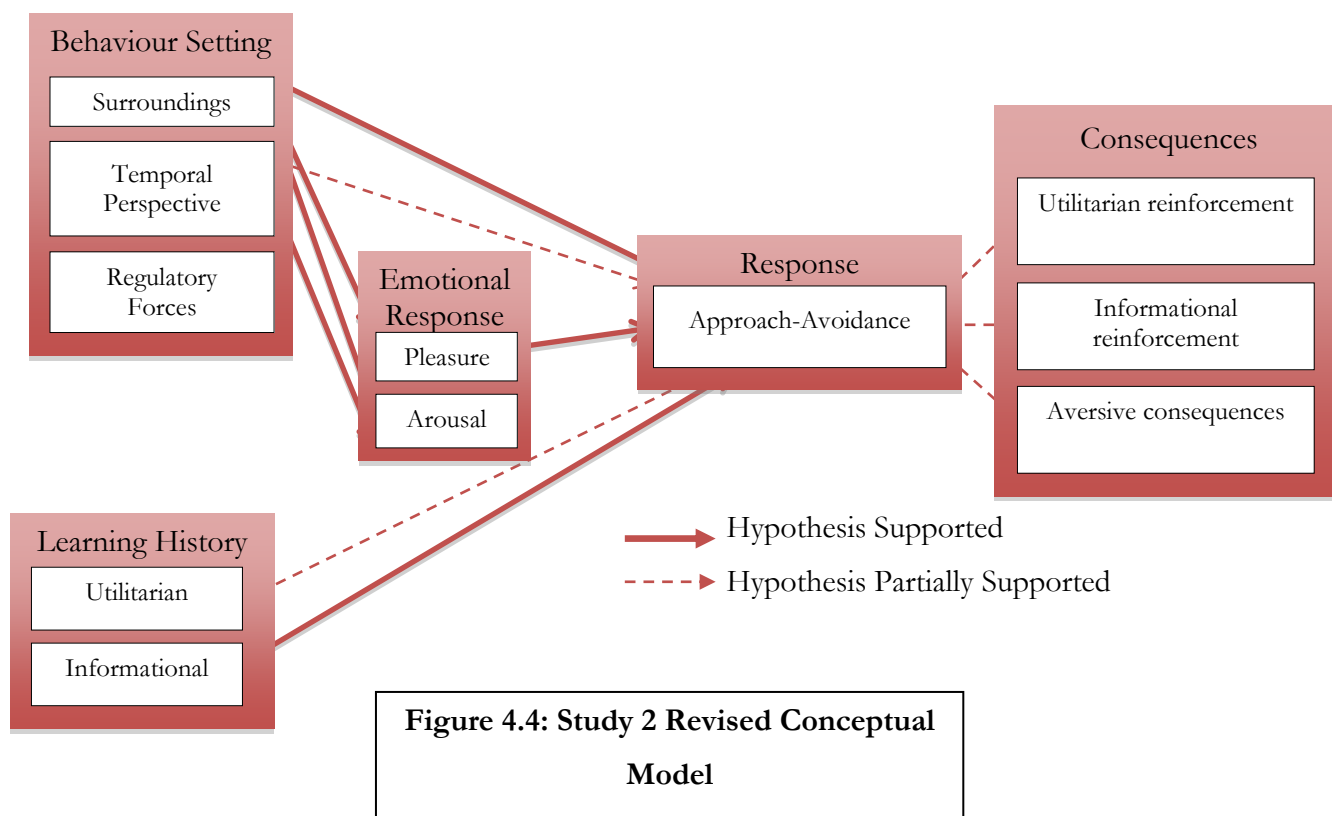 Behaviour Setting
Surroundings
Temporal
Perspective
Regulatory
Forces
Emotional
Response
Pleasure
Arousal
Response
Approach-Avoidance
Consequences
Utilitarian reinforcement
Informational
reinforcement
Aversive consequences
Learning History
Utilitarian
Informational
Hypothesis Supported
Hypothesis Partially Supported
Figure 4.4: Study 2 Revised Conceptual
Model